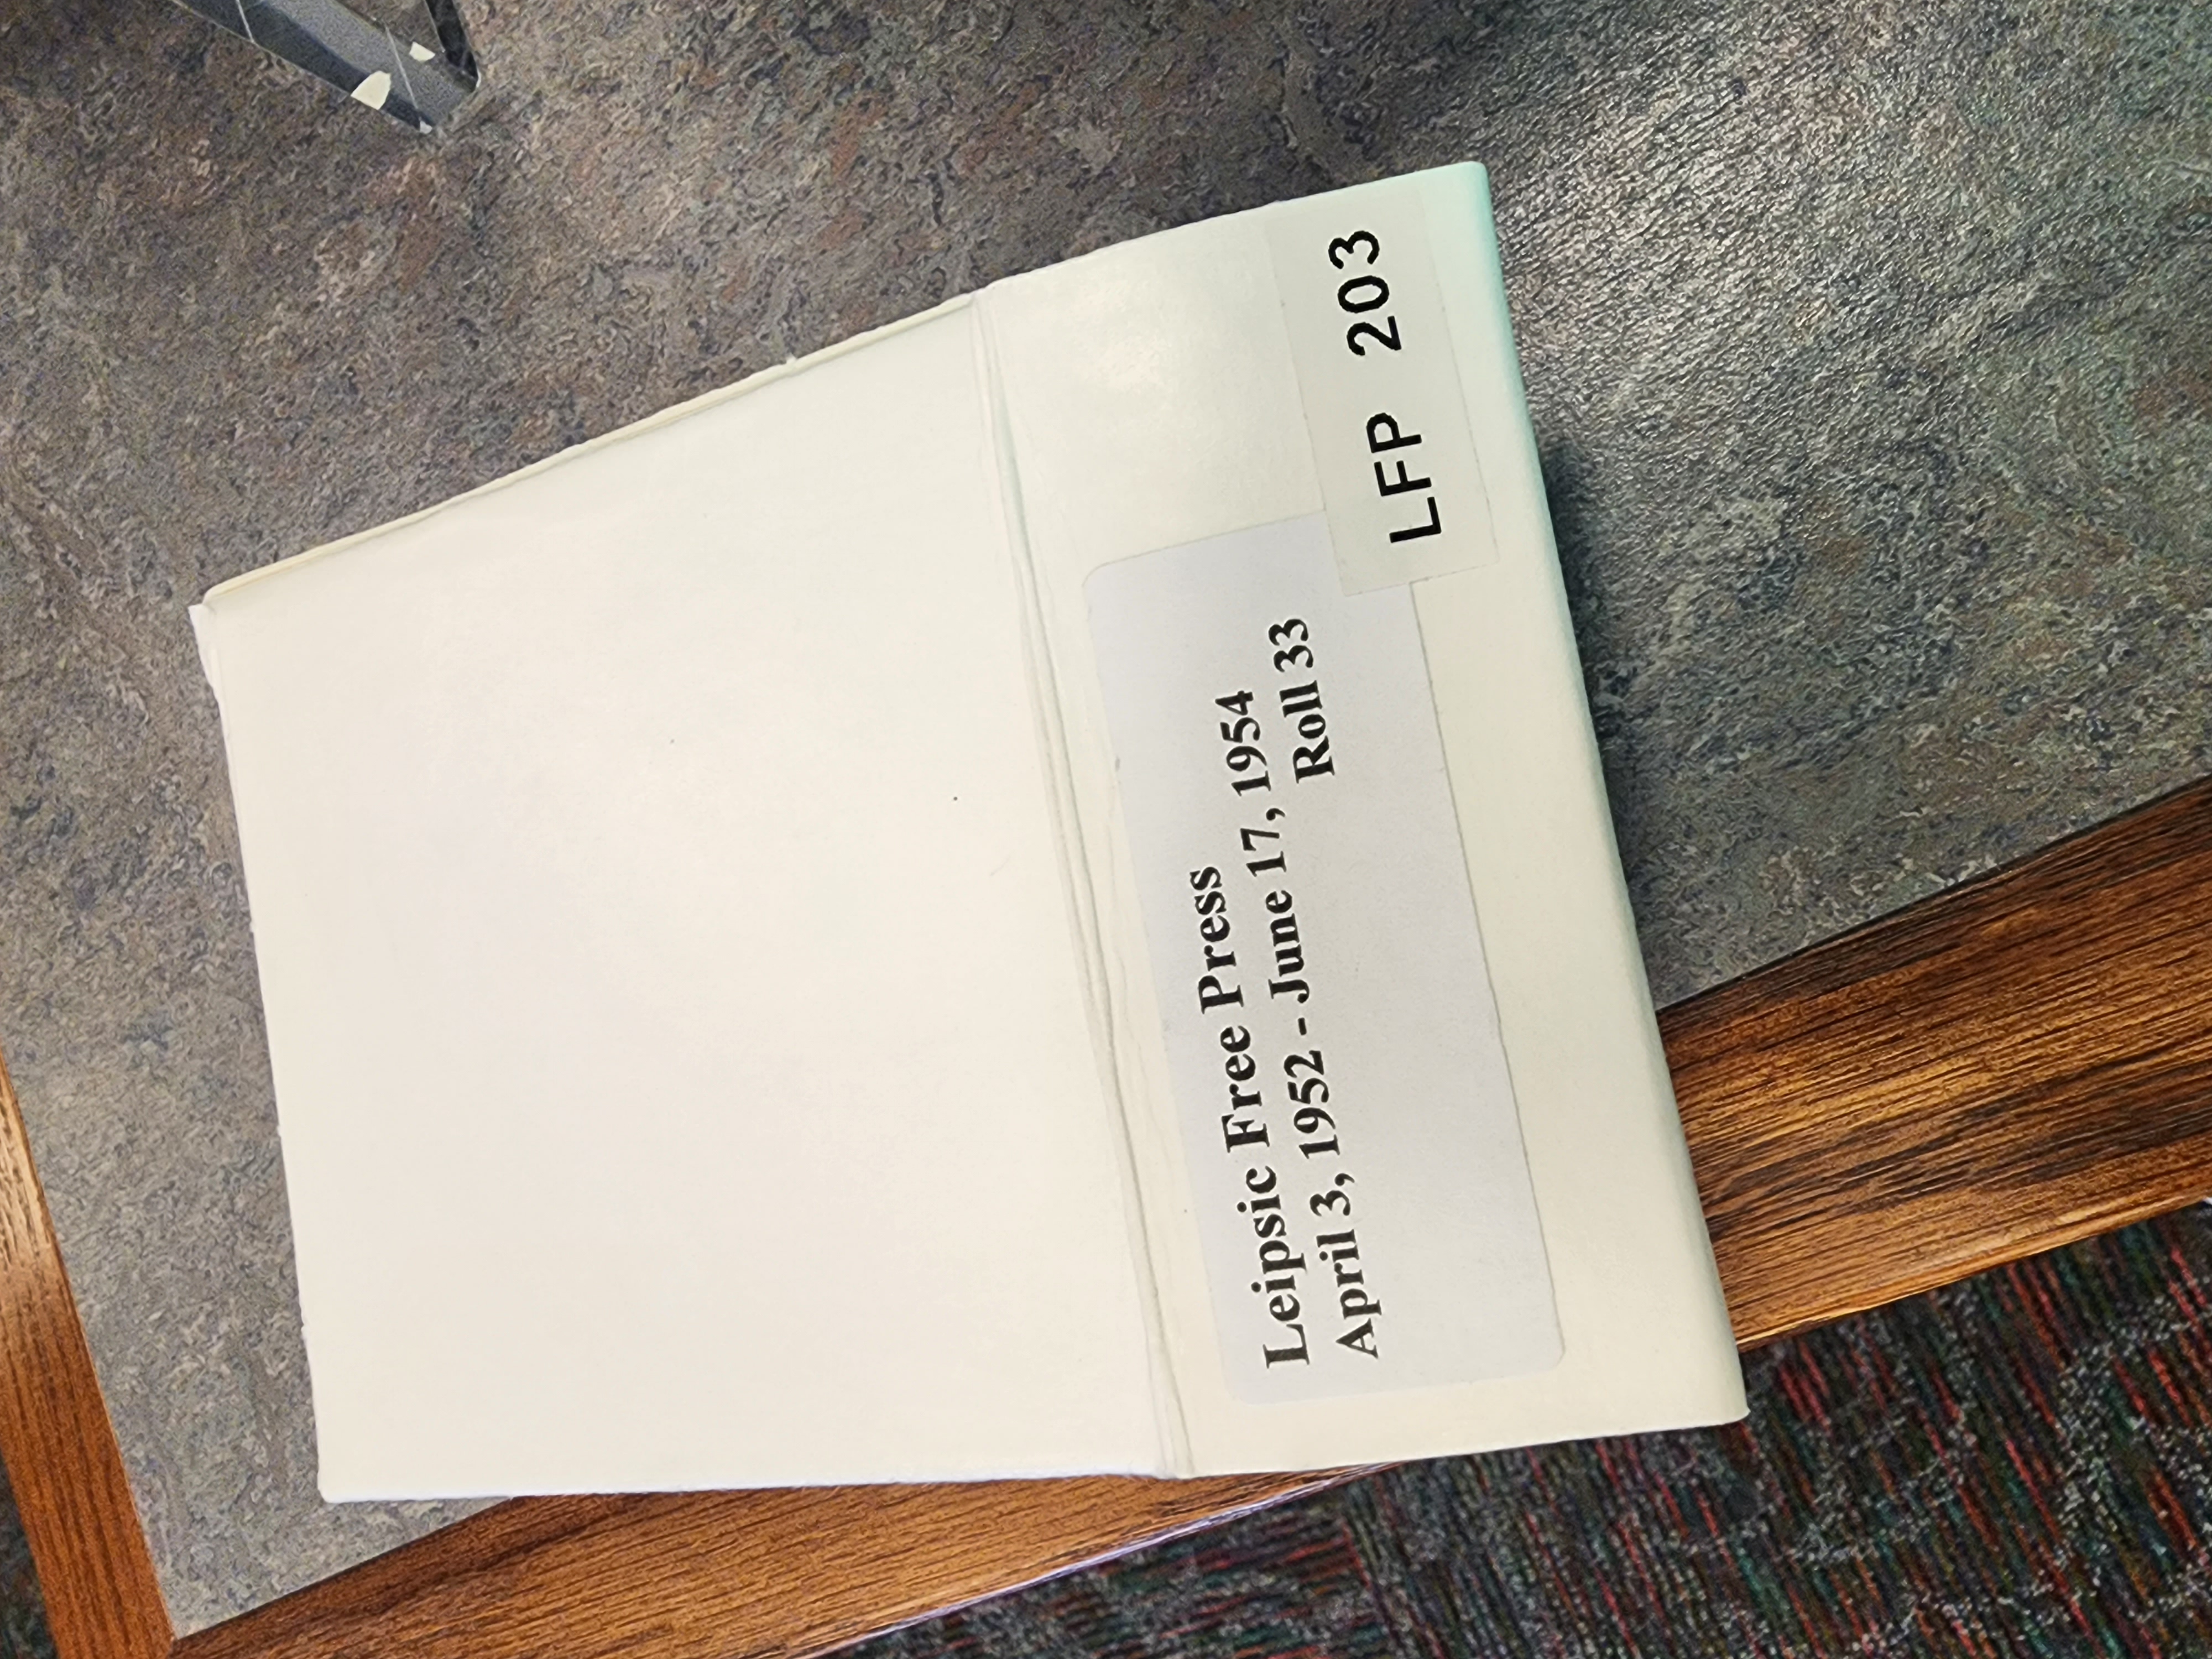 Leipsic Free Press
April 3, 1952 - June 17, 1954
Roll 33
LFP 203